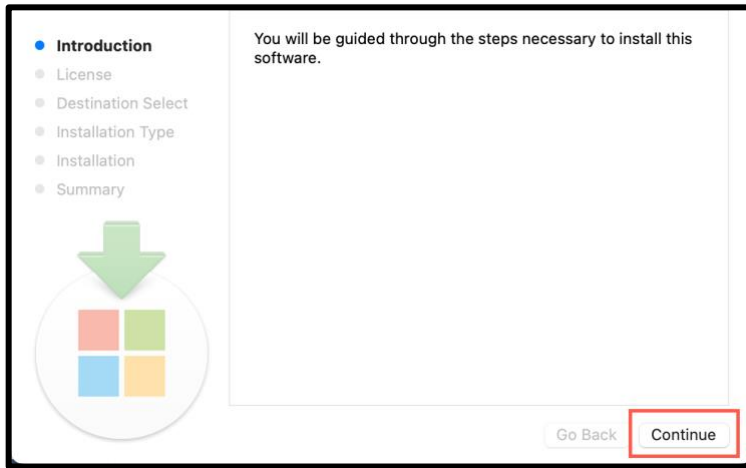 Introduction
License
Destination Select
Installation Type
Installation
Summary
You will be guided through the steps necessary to install this
software.
Go Back
Continue